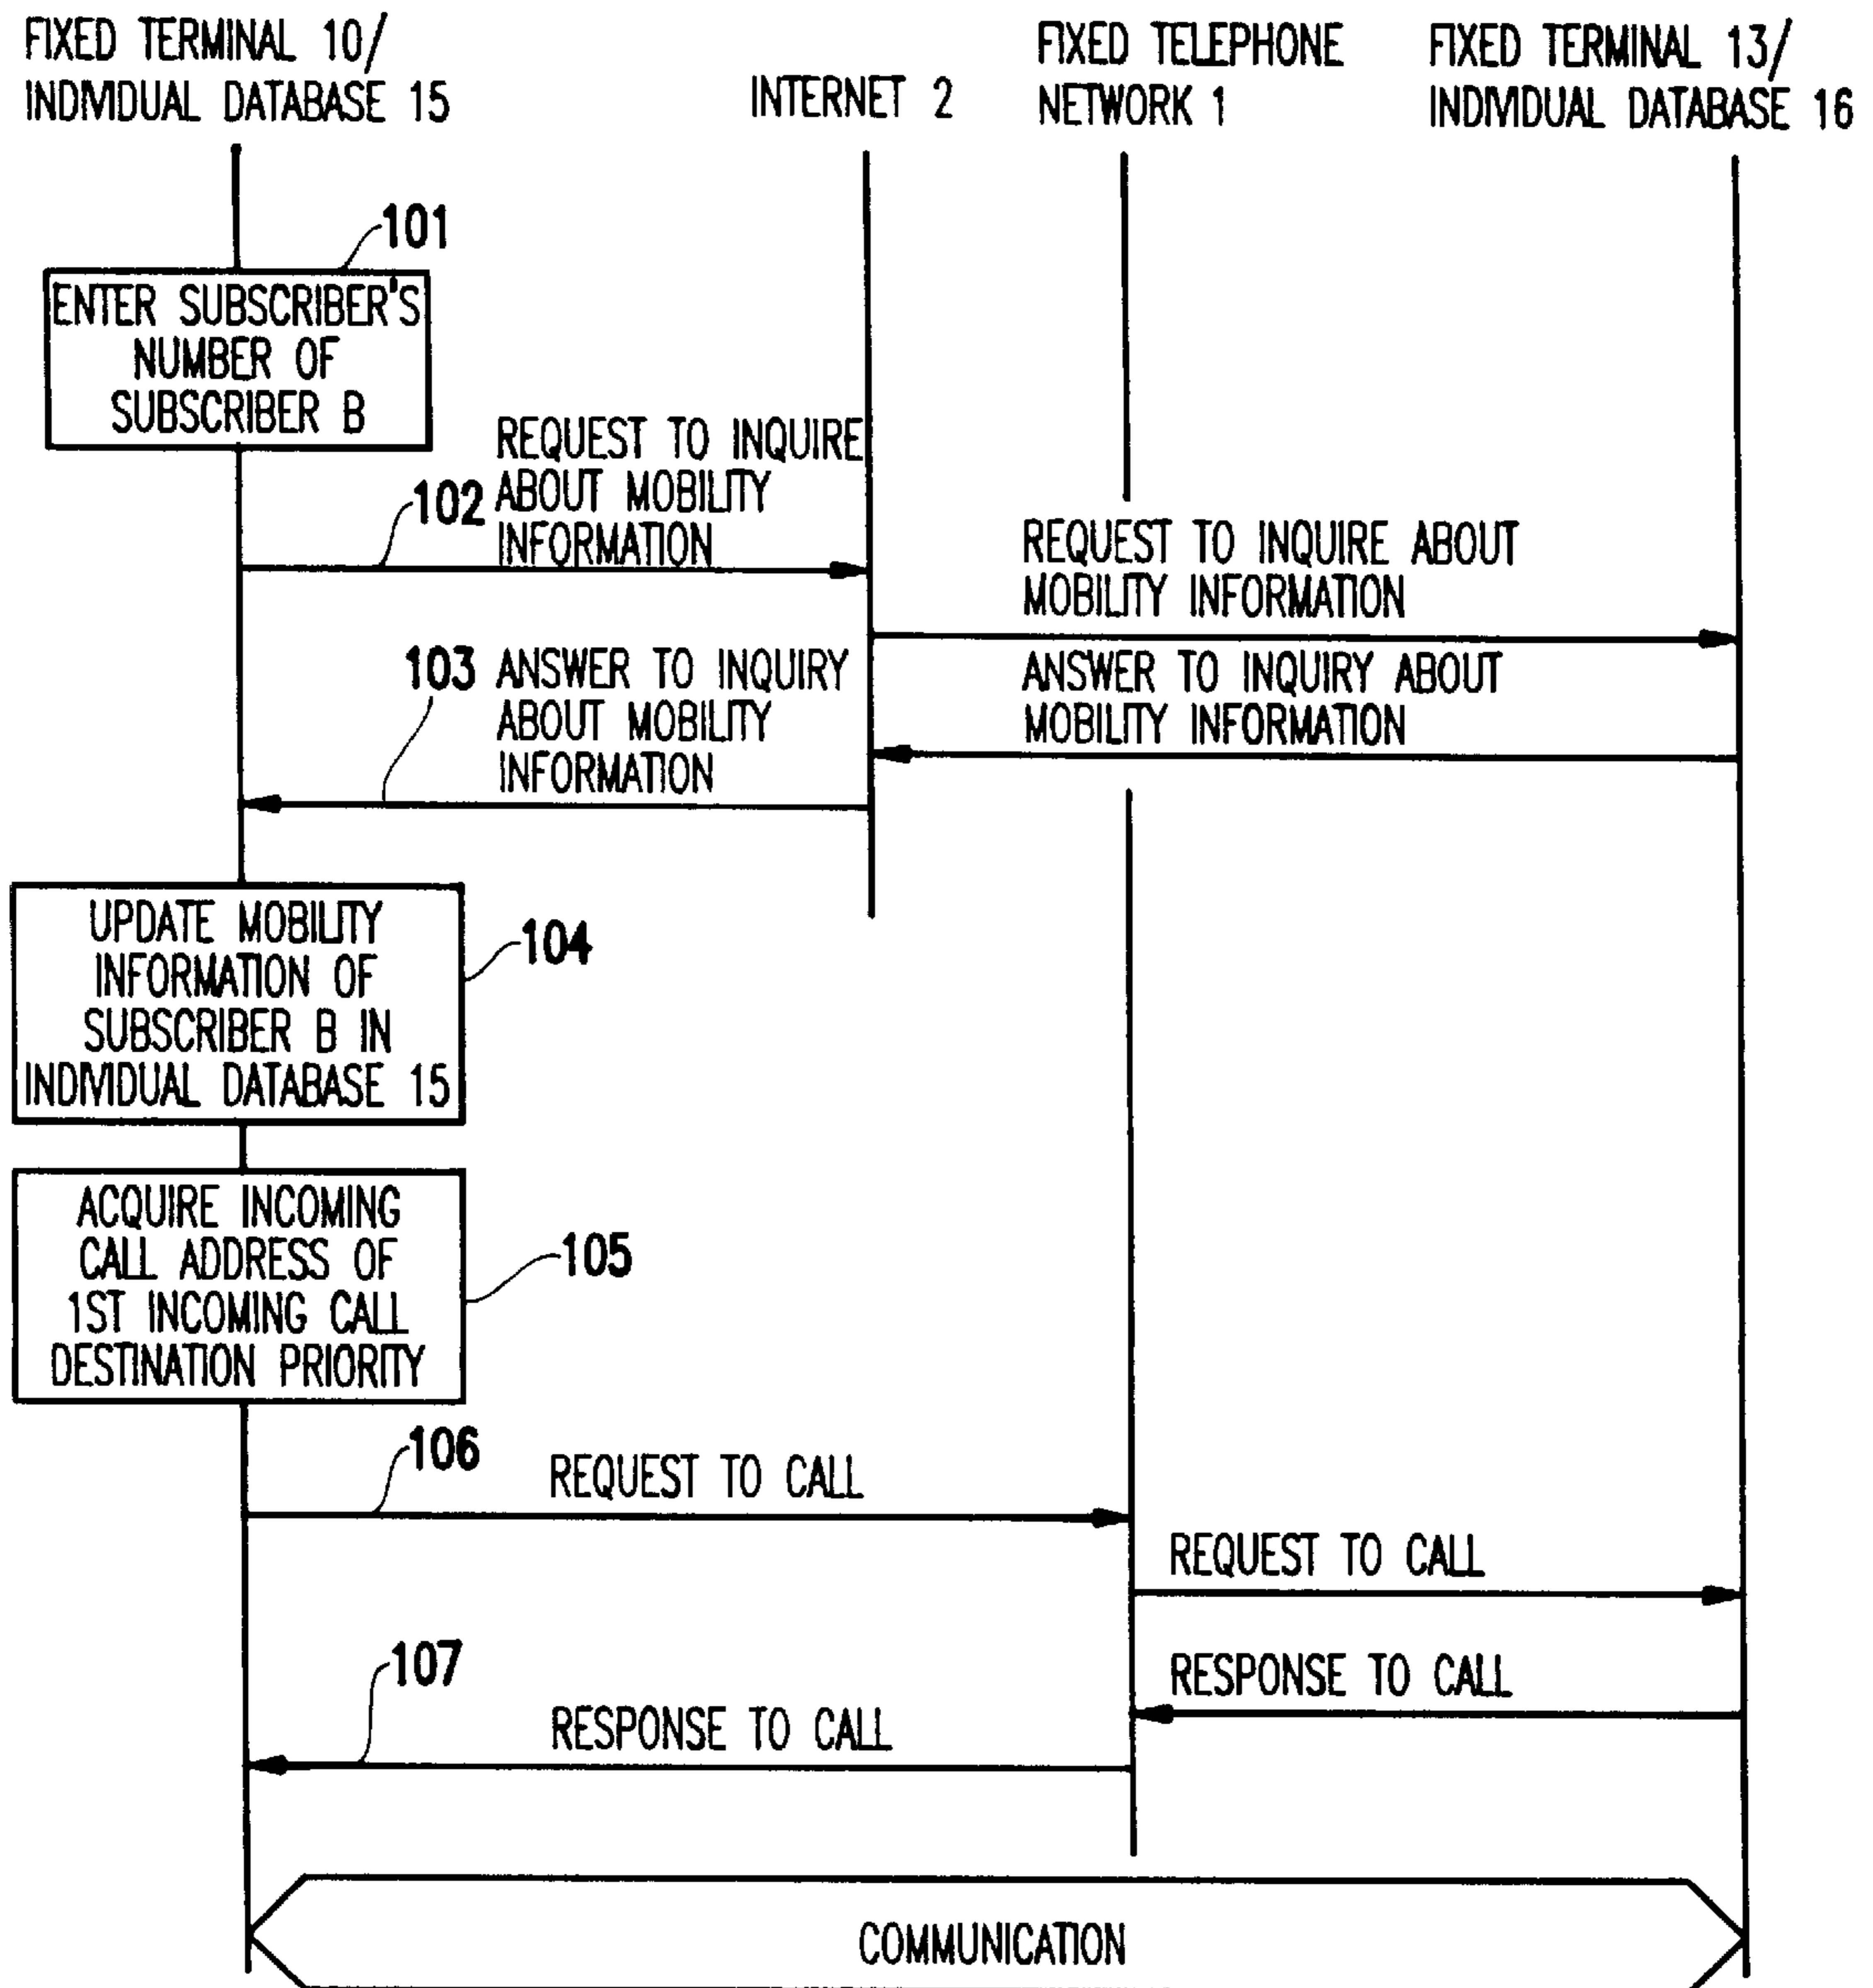 FIXED TERMINAL 10/
INDIVIDUAL DATABASE 15
INTERNET 2
FIXED TELEPHONE
NETWORK 1
FIXED TERMINAL 13/
INDIVIDUAL DATABASE 16
101
ENTER SUBSCRIBER'S
NUMBER OF
SUBSCRIBER B
102
REQUEST TO INQUIRE
ABOUT MOBILITY
INFORMATION
REQUEST TO INQUIRE ABOUT
MOBILITY INFORMATION
103
ANSWER TO INQUIRY
ABOUT MOBILITY
INFORMATION
ANSWER TO INQUIRY ABOUT
MOBILITY INFORMATION
UPDATE MOBILITY
INFORMATION OF
SUBSCRIBER B IN
INDIVIDUAL DATABASE 15
104
ACQUIRE INCOMING
CALL ADDRESS OF
1ST INCOMING CALL
DESTINATION PRIORITY
105
106
REQUEST TO CALL
REQUEST TO CALL
107
RESPONSE TO CALL
RESPONSE TO CALL
COMMUNICATION